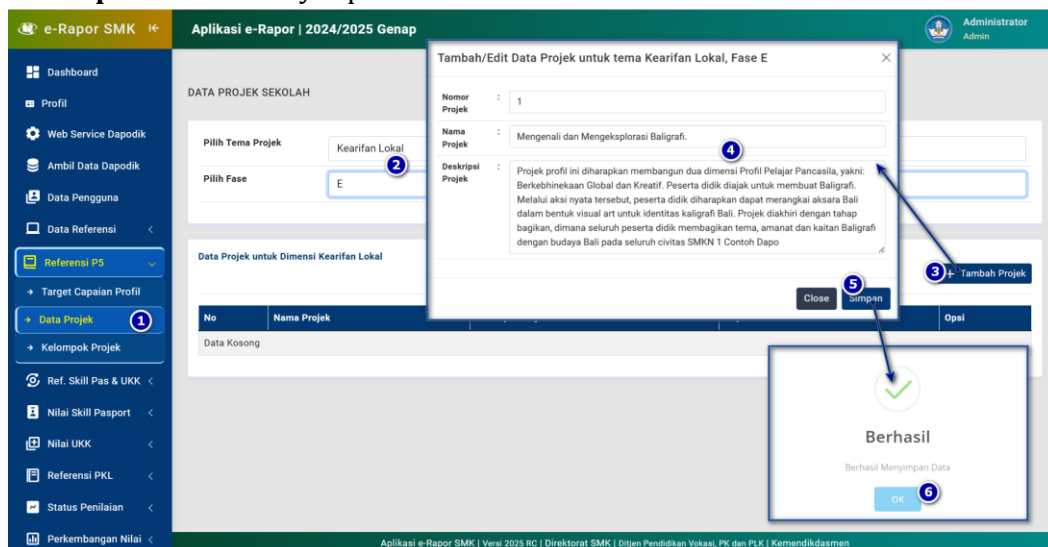 e-Rapor SMK
Aplikasi e-Rapor | 2024/2025 Genap
Administrator
Admin
Dashboard
Profil
Web Service Dapodik
Ambil Data Dapodik
Data Pengguna
Data Referensi
Referensi P5
Target Capaian Profil
Data Projek
1
Kelompok Projek
Ref. Skill Pas & UKK
Nilai Skill Pasport
Nilai UKK
Referensi PKL
Status Penilaian
Perkembangan Nilai
DATA PROJEK SEKOLAH
Pilih Tema Projek
Kearifan Lokal
2
Pilih Fase
E
Data Projek untuk Dimensi Kearifan Lokal
3
+ Tambah Projek
No
Nama Projek
Opsi
Data Kosong
Tambah/Edit Data Projek untuk tema Kearifan Lokal, Fase E
Nomor
Projek
:
1
Nama
Projek
:
Mengenali dan Mengeksplorasi Baligrafi.
4
Deskripsi
Projek
:
Projek profil ini diharapkan membangun dua dimensi Profil Pelajar Pancasila, yakni:
Berkebhinekaan Global dan Kreatif. Peserta didik diajak untuk membuat Baligrafi.
Melalui aksi nyata tersebut, peserta didik diharapkan dapat merangkai aksara Bali
dalam bentuk visual art untuk identitas kaligrafi Bali. Projek diakhiri dengan tahap
bagikan, dimana seluruh peserta didik membagikan tema, amanat dan kaitan Baligrafi
dengan budaya Bali pada seluruh civitas SMKN 1 Contoh Dapo
Close
5
Simpan
Berhasil
Berhasil Menyimpan Data
OK
6
Aplikasi e-Rapor SMK | Versi 2025 RC | Direktorat SMK | Ditjen Pendidikan Vokasi, PK dan PLK | Kemendikdasmen